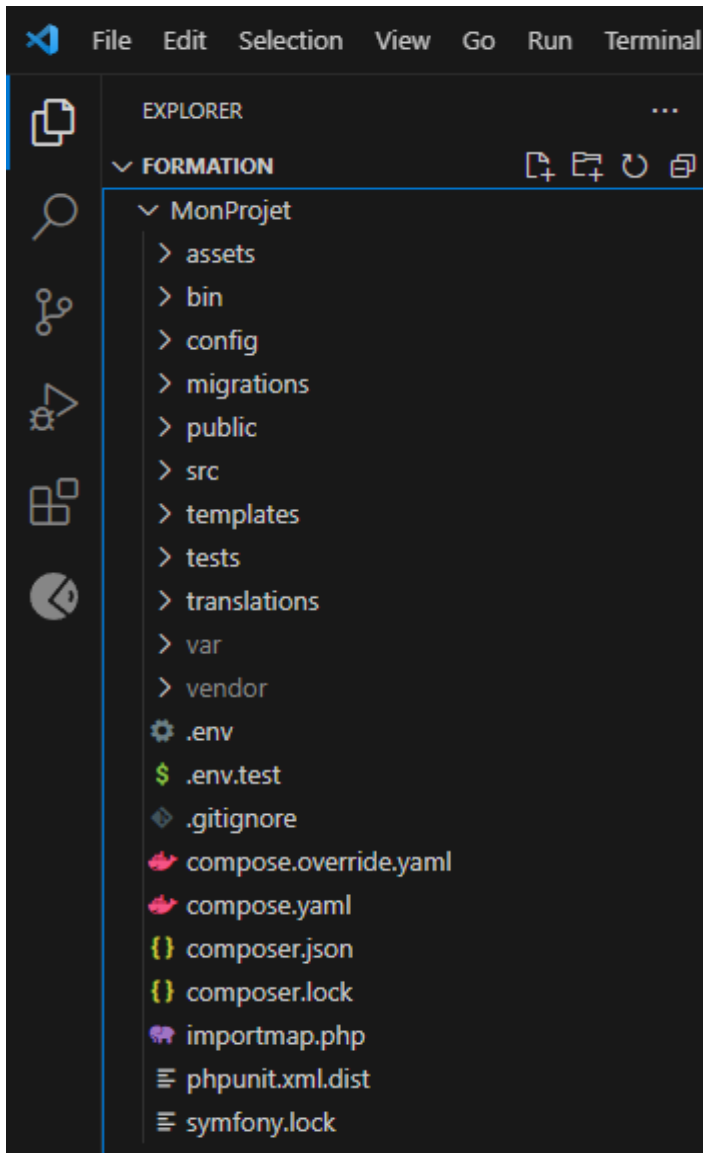 File Edit Selection View Go Run Terminal
EXPLORER ...
FORMATION
MonProjet
assets
bin
config
migrations
public
src
templates
tests
translations
var
vendor
.env
$ .env.test
.gitignore
compose.override.yaml
compose.yaml
{} composer.json
{} composer.lock
importmap.php
phpunit.xml.dist
symfony.lock